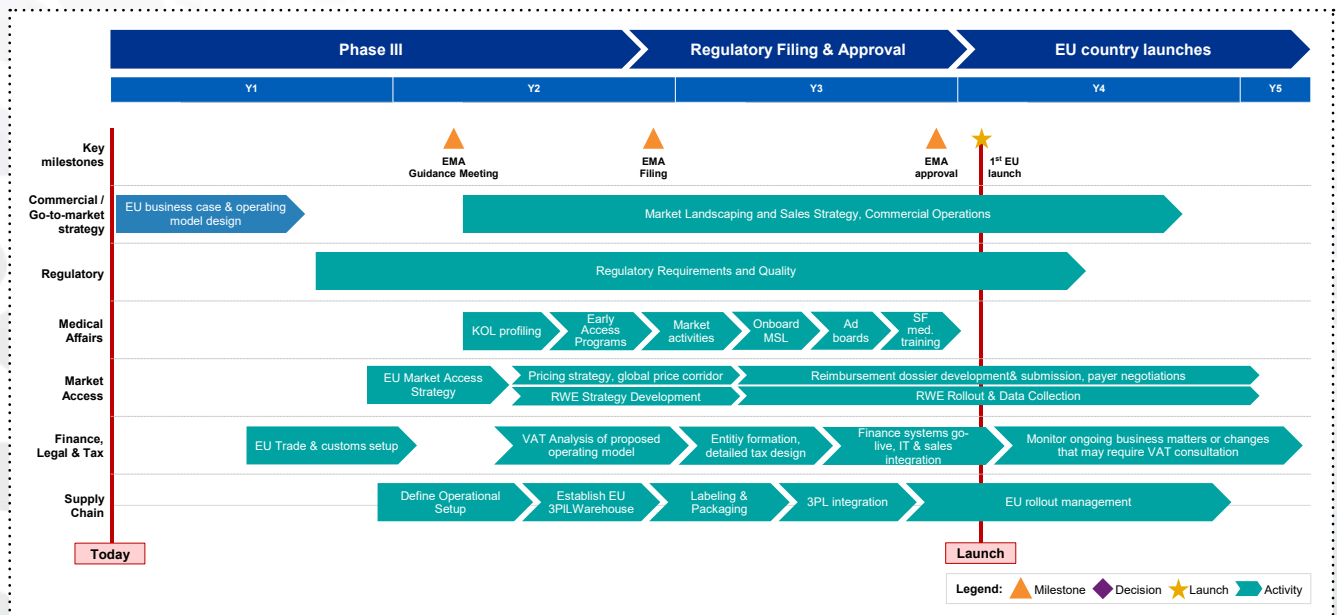 Phase III
Regulatory Filing & Approval
EU country launches
Y1
Y2
Y3
Y4
Y5
Key
milestones
EMA
Guidance Meeting
EMA
Filing
EMA
approval
1st EU
launch
Commercial /
Go-to-market
strategy
EU business case & operating
model design
Market Landscaping and Sales Strategy, Commercial Operations
Regulatory
Regulatory Requirements and Quality
Medical
Affairs
KOL profiling
Early
Access
Programs
Market
activities
Onboard
MSL
Ad
boards
SF
med.
training
Market
Access
EU Market Access
Strategy
Pricing strategy, global price corridor
Reimbursement dossier development& submission, payer negotiations
RWE Strategy Development
RWE Rollout & Data Collection
Finance,
Legal & Tax
EU Trade & customs setup
VAT Analysis of proposed
operating model
Entitiy formation,
detailed tax design
Finance systems go-
live, IT & sales
integration
Monitor ongoing business matters or changes
that may require VAT consultation
Supply
Chain
Define Operational
Setup
Establish EU
3PILWarehouse
Labeling &
Packaging
3PL integration
EU rollout management
Today
Launch
Legend:
Milestone
Decision
Launch
Activity